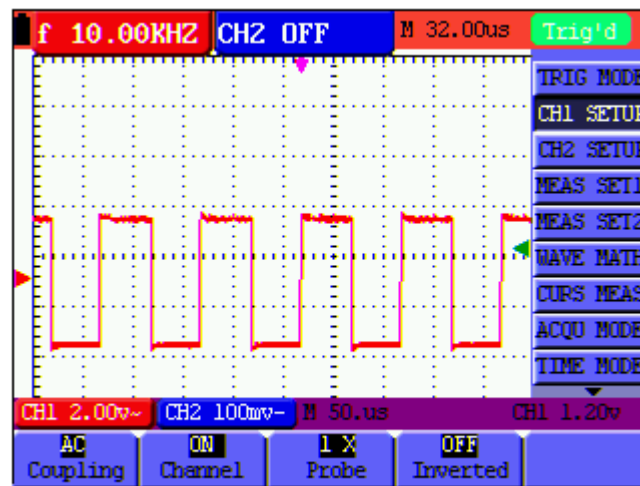 f 10.00KHZ CH2 OFF M 32.00us Trig'd
TRIG MODE
CH1 SETUP
CH2 SETUP
MEAS SET1
MEAS SET2
WAVE MATH
CURS MEAS
ACQU MODE
TIME MODE
CH1 2.00v~ CH2 100mv- M 50.us CH1 1.20v
AC ON 1 X OFF
Coupling Channel Probe Inverted